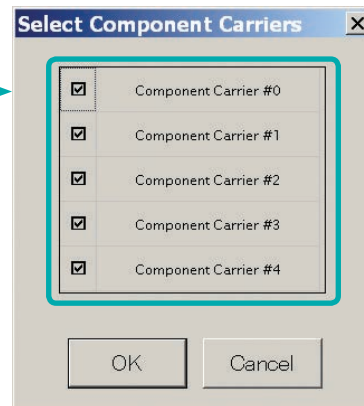 Select Component Carriers
Component Carrier #0
Component Carrier #1
Component Carrier #2
Component Carrier #3
Component Carrier #4
OK Cancel